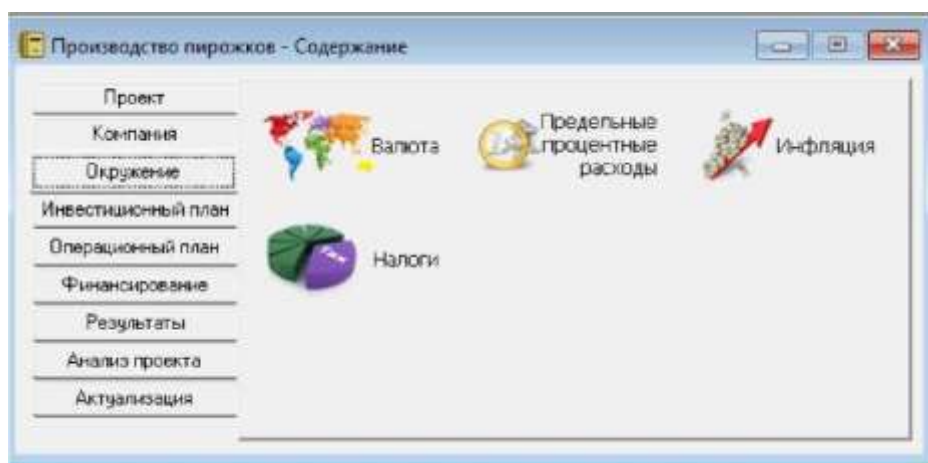 Производство пирожков - Содержание
Проект
Компания
Окружение
Инвестиционный план
Операционный план
Финансирование
Результаты
Анализ проекта
Актуализация
Валюта
Предельные
процентные
расходы
Инфляция
Налоги